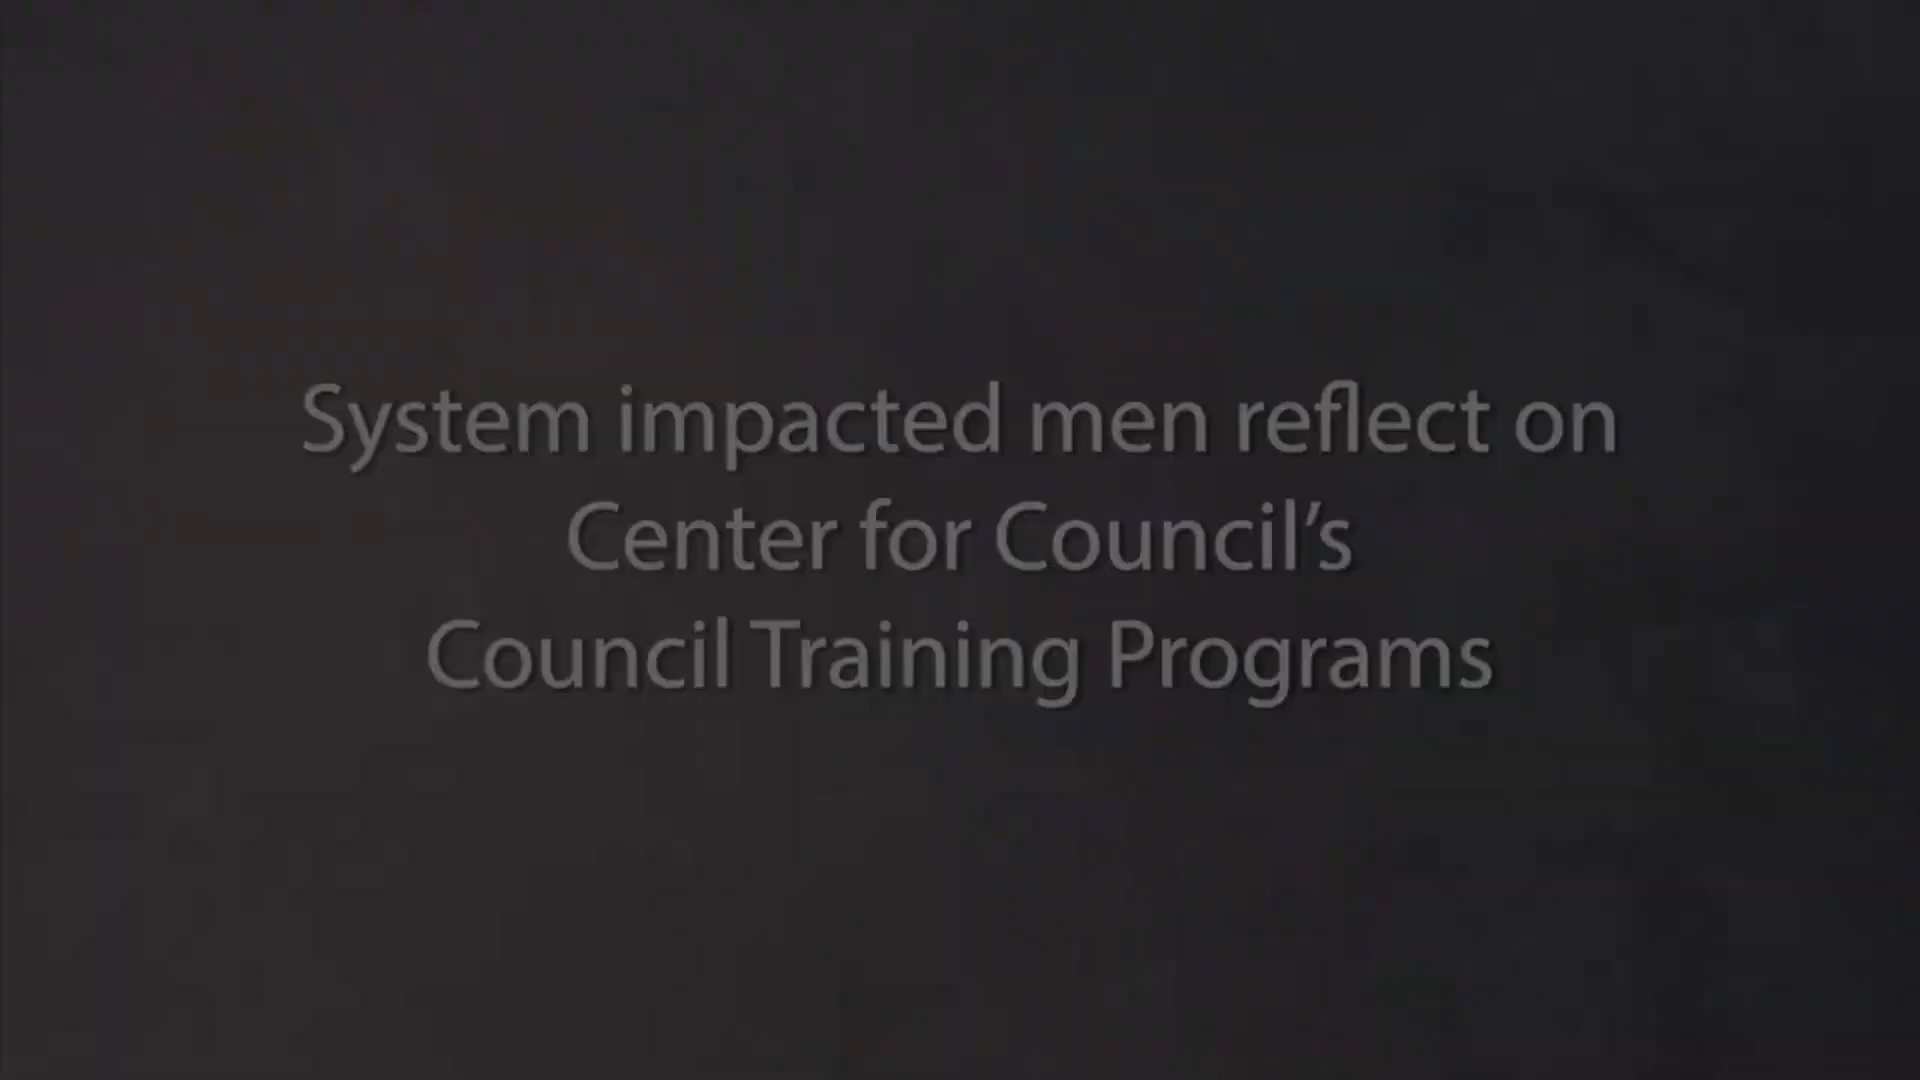 System impacted men reflect on
Center for Council’s
Council Training Programs